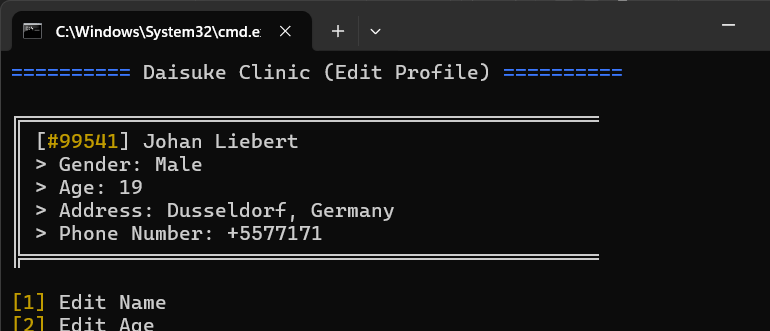 C:\Windows\System32\cmd.e
========== Daisuke Clinic (Edit Profile) ==========
[#99541] Johan Liebert
> Gender: Male
> Age: 19
> Address: Dusseldorf, Germany
> Phone Number: +5577171
[1] Edit Name
[2] Edit Age